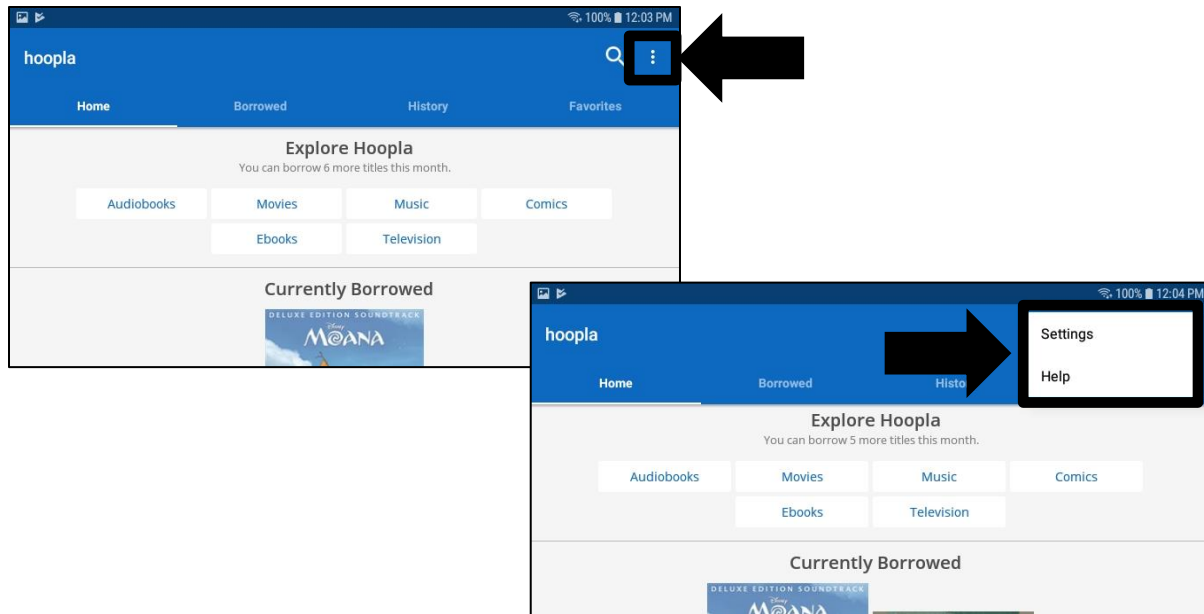 100% 12:03 PM
hoopla
Home Borrowed History Favorites
Explore Hoopla
You can borrow 6 more titles this month.
Audiobooks Movies Music Comics
Ebooks Television
Currently Borrowed
DELUXE EDITION SOUNDTRACK
Disney
MOANA
100% 12:04 PM
hoopla
Settings
Help
Home Borrowed Histo
Explore Hoopla
You can borrow 5 more titles this month.
Audiobooks Movies Music Comics
Ebooks Television
Currently Borrowed
DELUXE EDITION SOUNDTRACK
Disney
MOANA